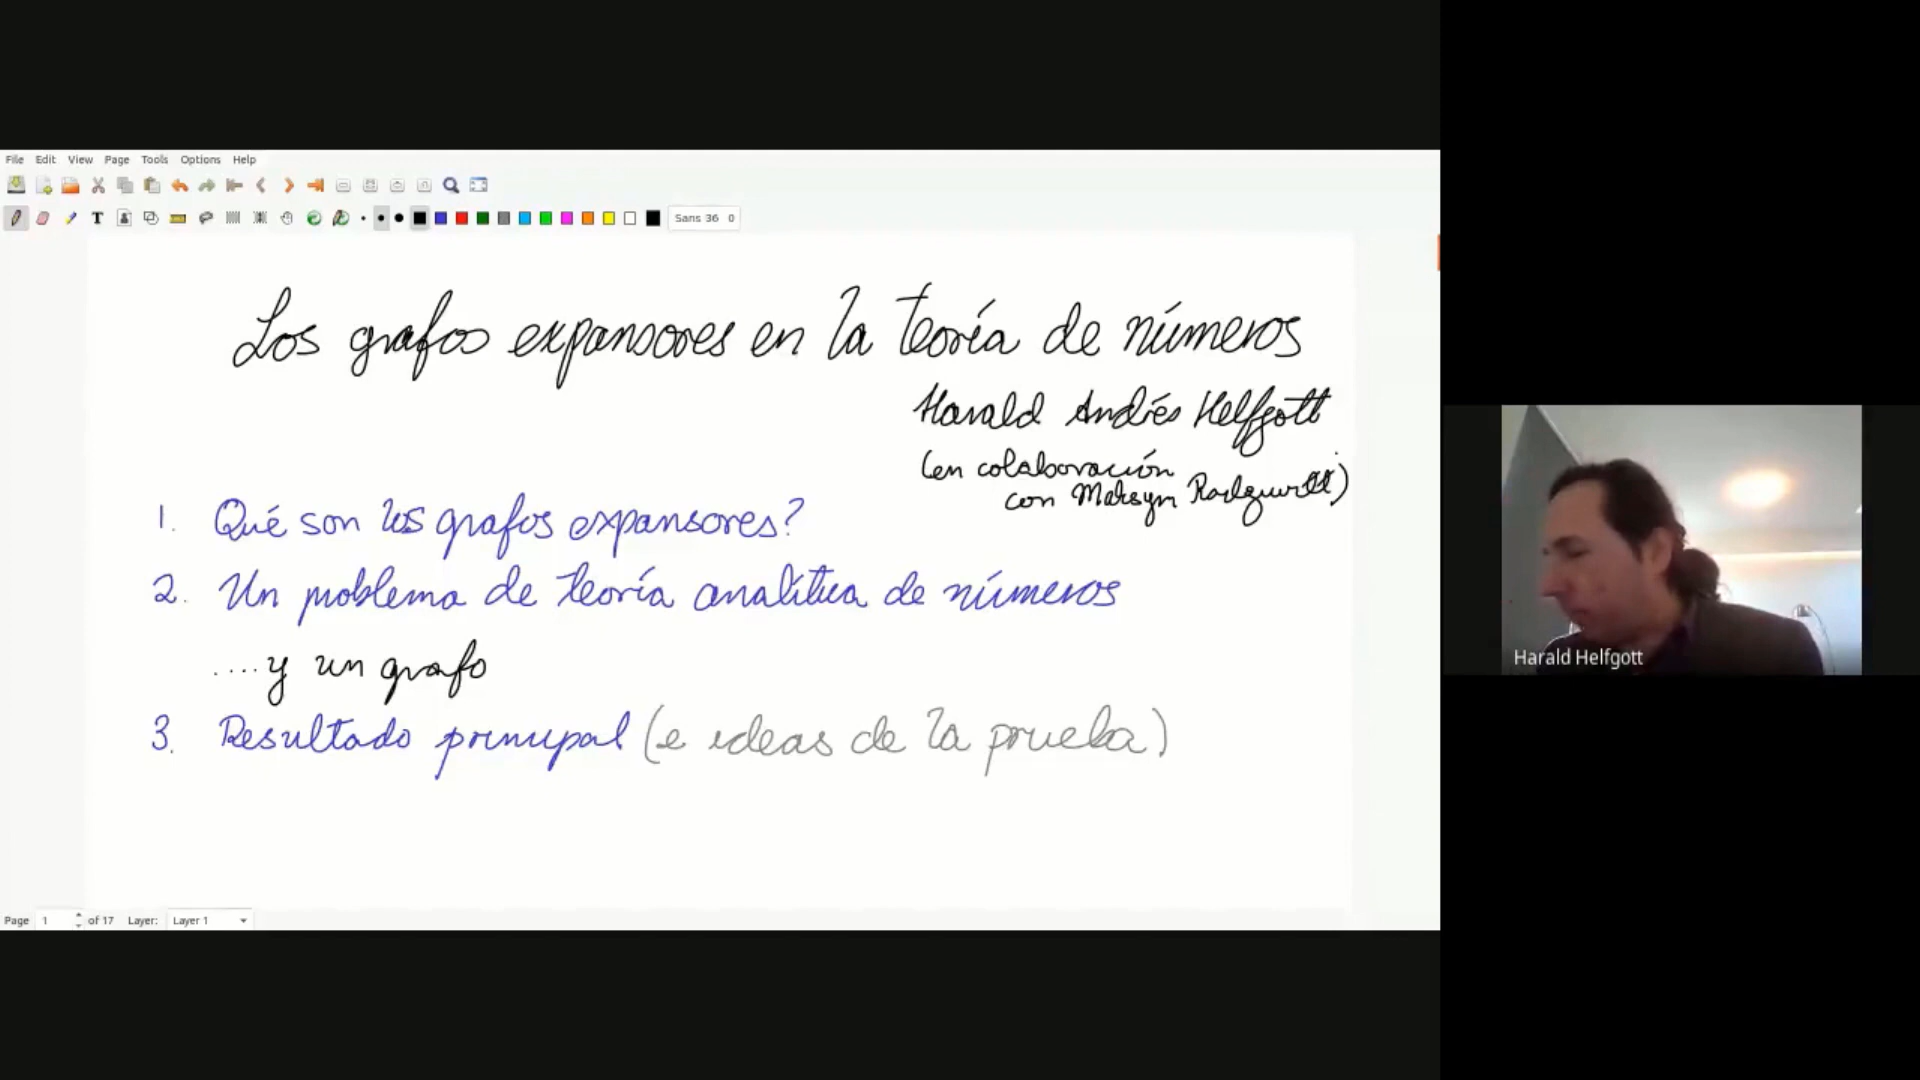 File Edit View Page Tools Options Help
T Sans 36 0
Los grafos expansores en la teoría de números
Harald Andrés Helfgott
(en colaboración
con Maksym Radziwiłł)
1. Qué son los grafos expansores?
2. Un problema de teoría analítica de números
.... y un grafo
3. Resultado principal (e ideas de la prueba)
Page 1 of 17 Layer: Layer 1
Harald Helfgott